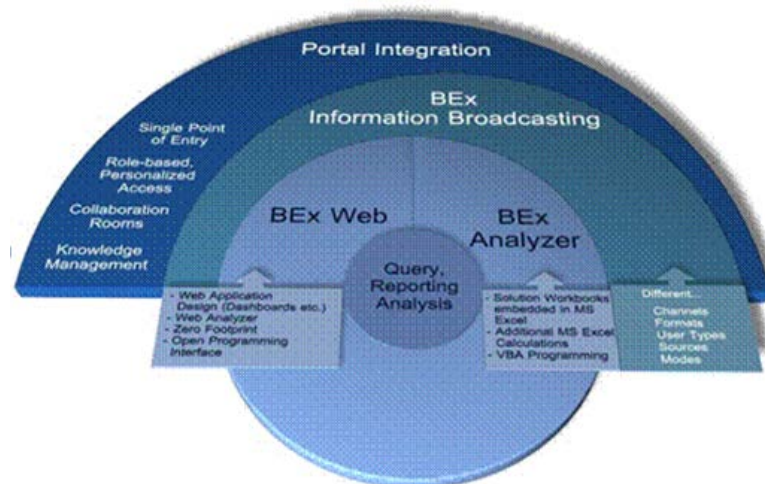 Portal Integration
BEx
Information Broadcasting
Single Point
of Entry
Role-based,
Personalized
Access
Collaboration
Rooms
Knowledge
Management
BEx Web
BEx
Analyzer
Query,
Reporting
Analysis
- Web Application
Design (Dashboards etc.)
- Web Analyzer
- Zero Footprint
- Open Programming
Interface
- Solution Workbooks
embedded in MS
Excel
- Additional MS Excel
Calculations
- VBA Programming
Different...
Channels
Formats
User Types
Sources
Modes